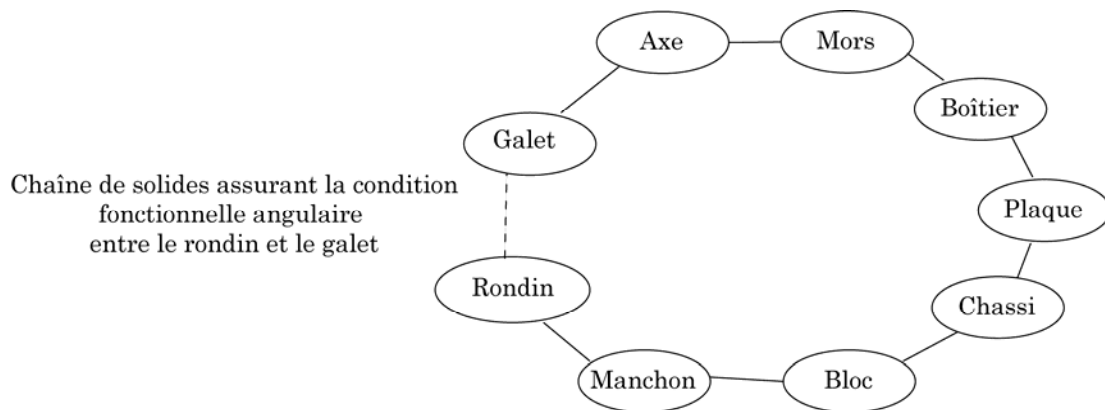 Axe
Mors
Boîtier
Galet
Chaîne de solides assurant la condition
fonctionnelle angulaire
entre le rondin et le galet
Plaque
Rondin
Chassi
Manchon
Bloc